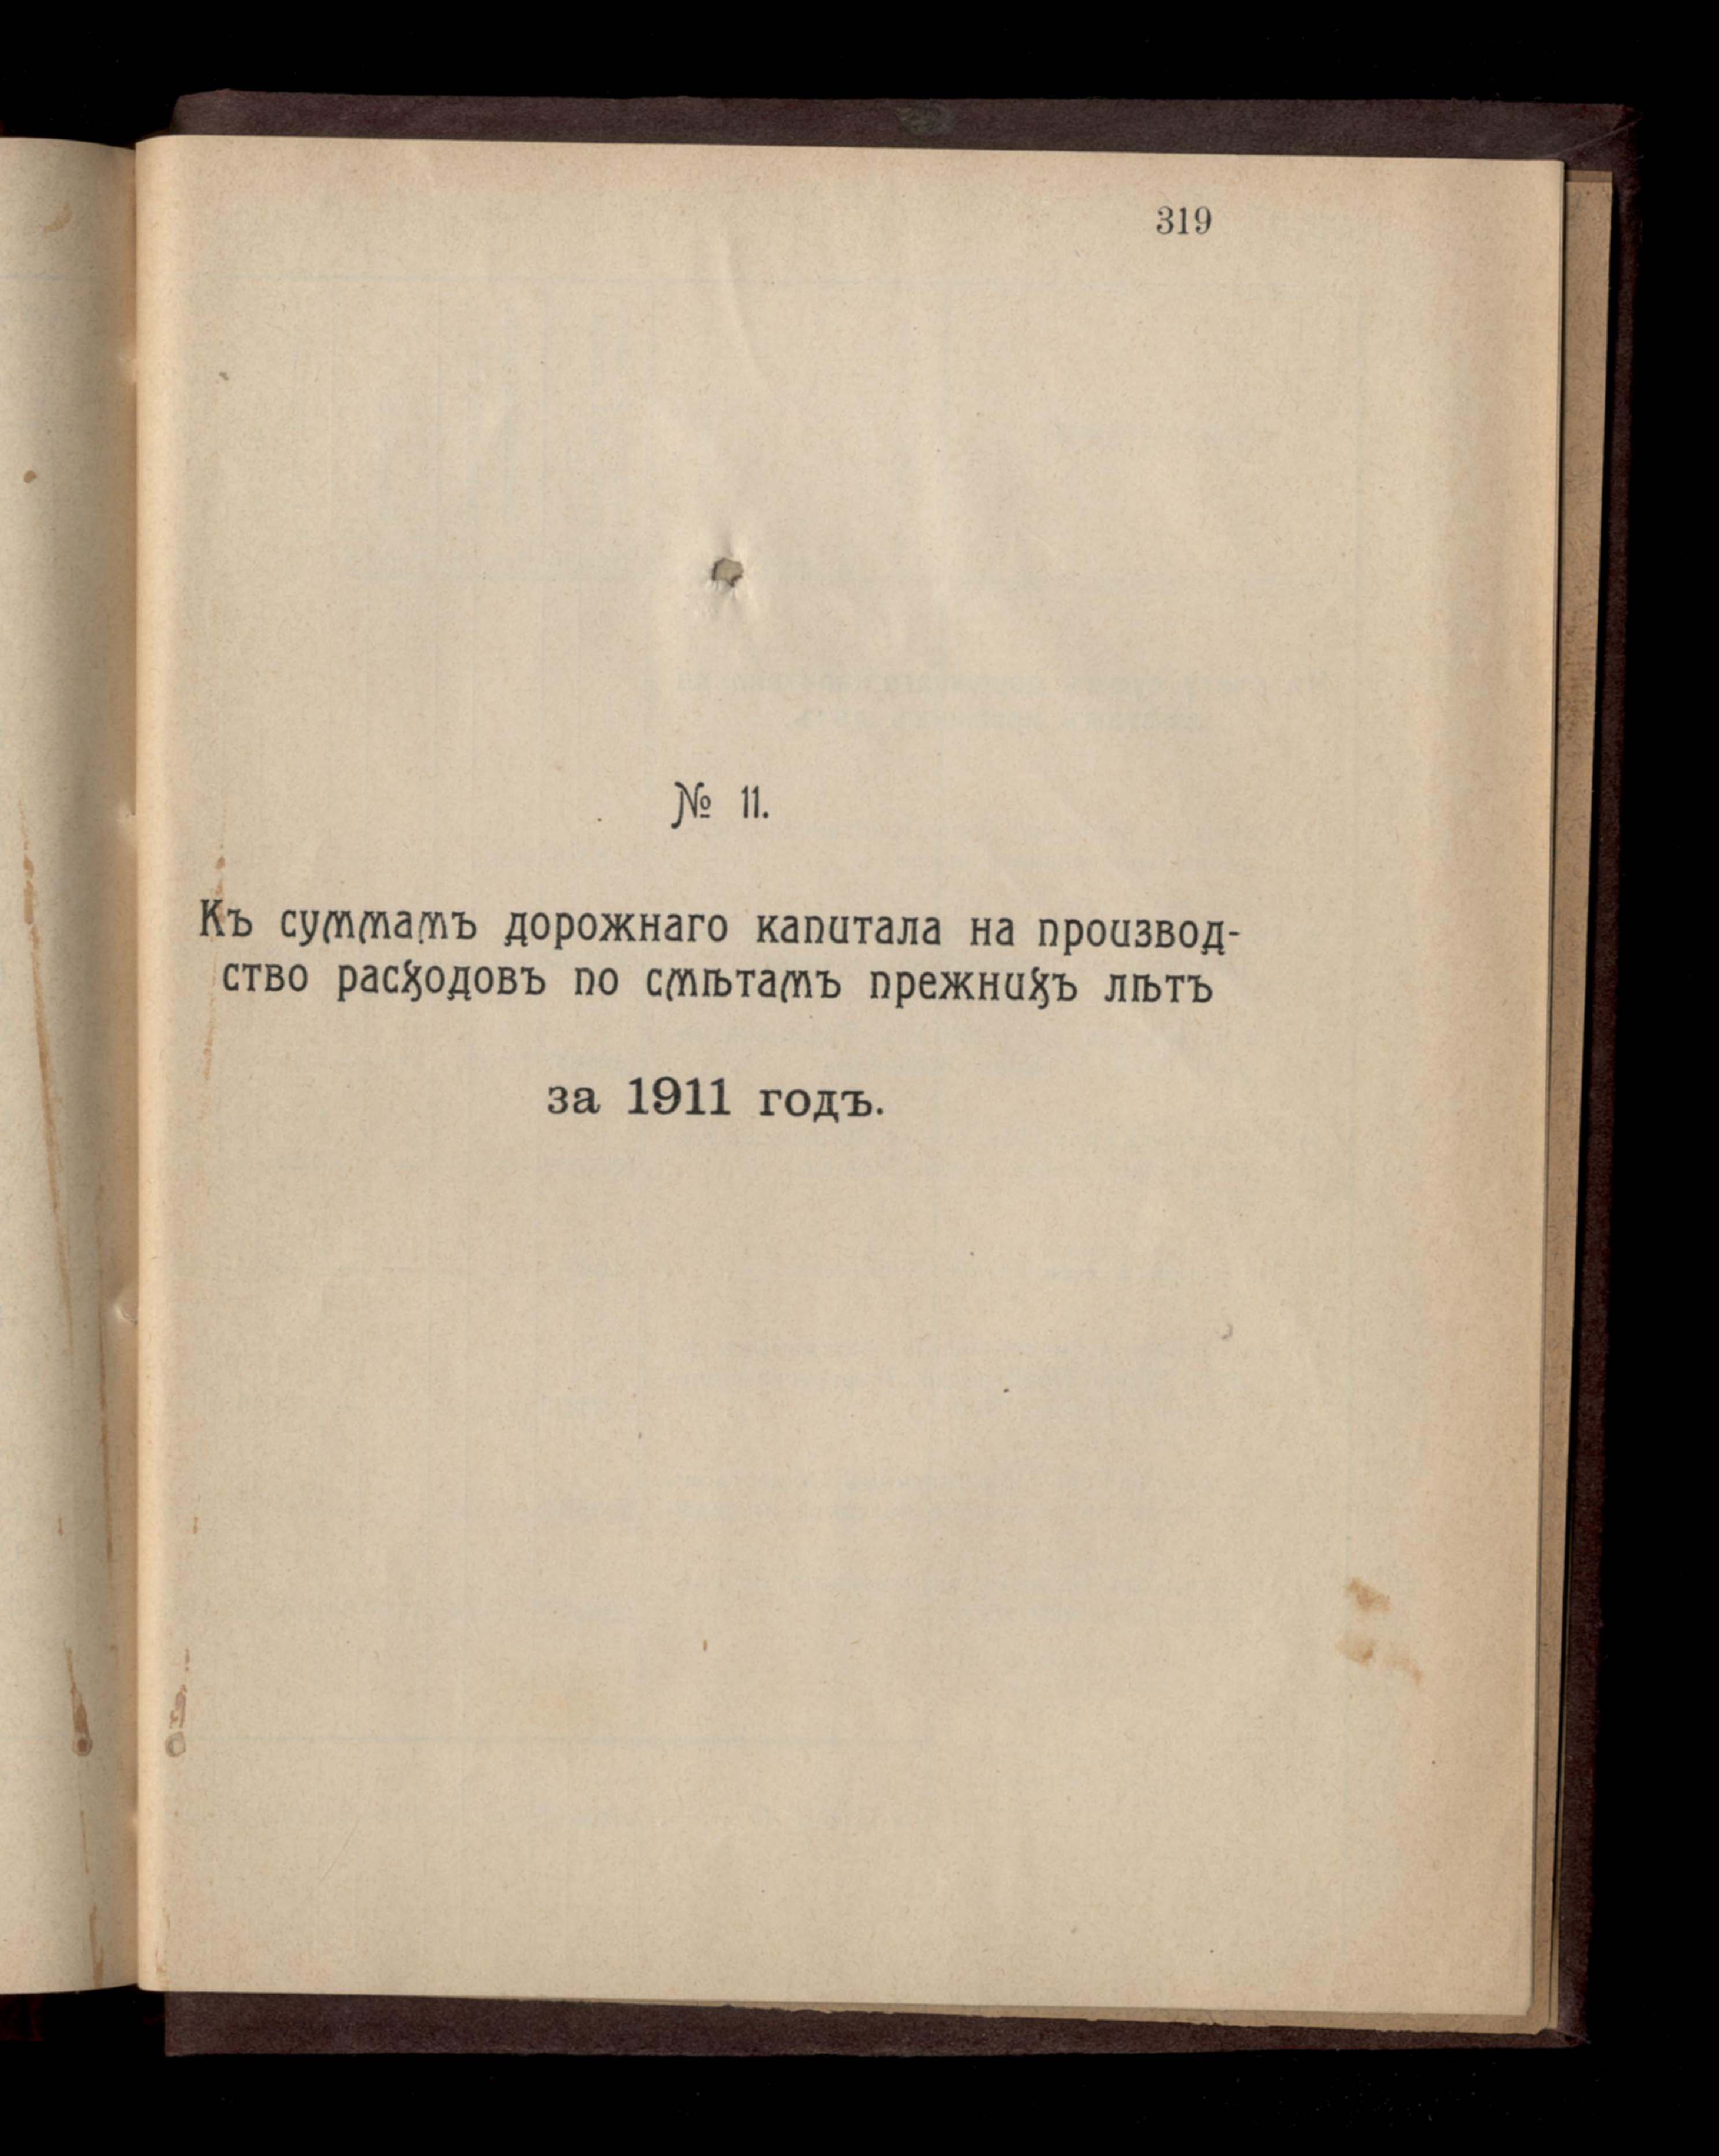 319
№ 11.
Къ суммамъ дорожнаго капитала на производ-
ство расходовъ по смѣтамъ прежнихъ лѣтъ
за 1911 годъ.